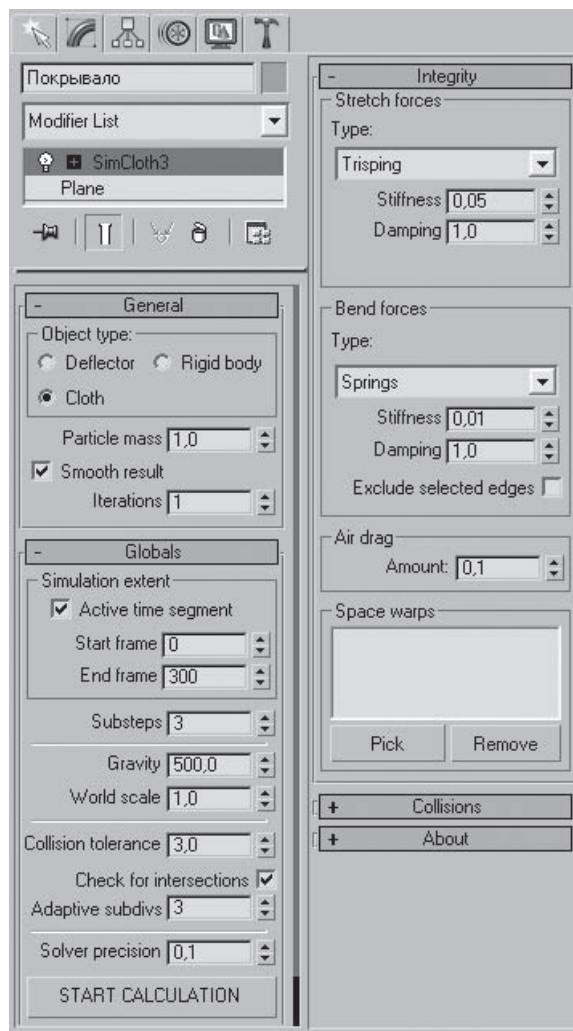 Покрывало
Modifier List
SimCloth3
Plane
- General
Object type:
Deflector Rigid body
Cloth
Particle mass 1,0
Smooth result
Iterations 1
- Globals
Simulation extent
Active time segment
Start frame 0
End frame 300
Substeps 3
Gravity 500,0
World scale 1,0
Collision tolerance 3,0
Check for intersections
Adaptive subdivs 3
Solver precision 0,1
START CALCULATION
- Integrity
Stretch forces
Type:
Trisping
Stiffness 0,05
Damping 1,0
Bend forces
Type:
Springs
Stiffness 0,01
Damping 1,0
Exclude selected edges
Air drag
Amount: 0,1
Space warps
Pick Remove
+ Collisions
+ About